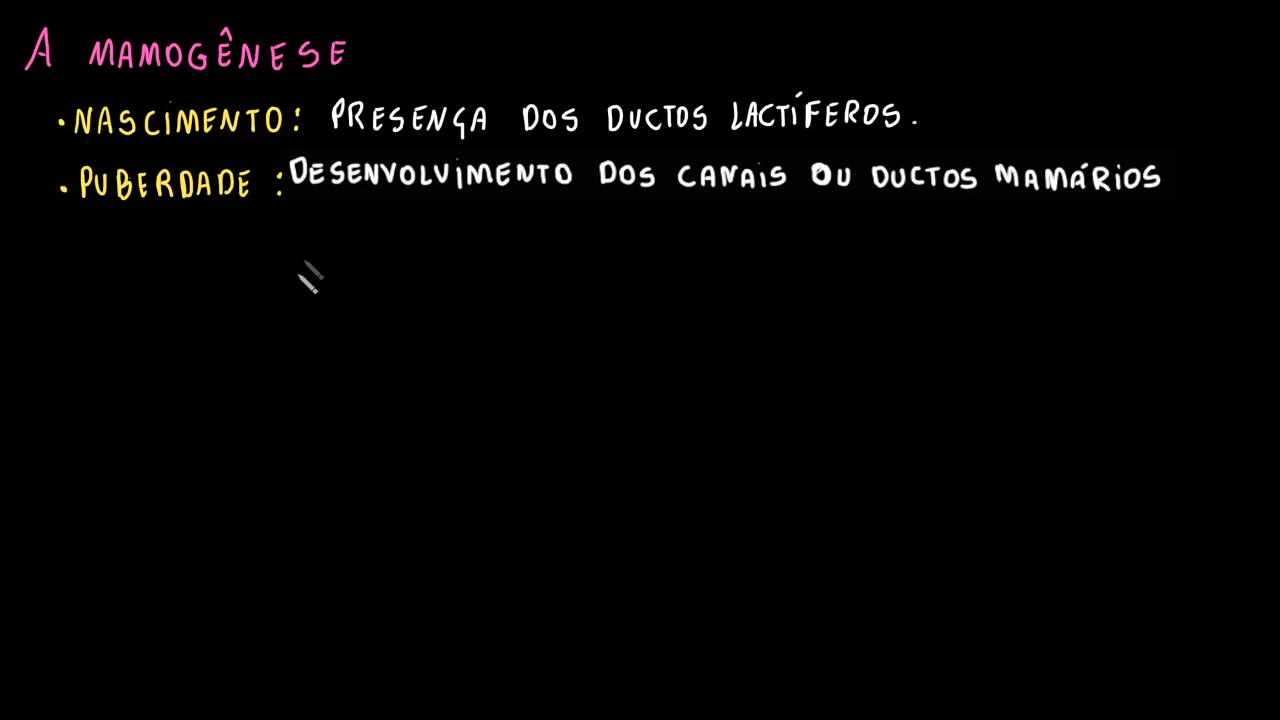 A MAMOGÊNESE
• NASCIMENTO: PRESENÇA DOS DUCTOS LACTÍFEROS.
• PUBERDADE: DESENVOLVIMENTO DOS CANAIS OU DUCTOS MAMÁRIOS